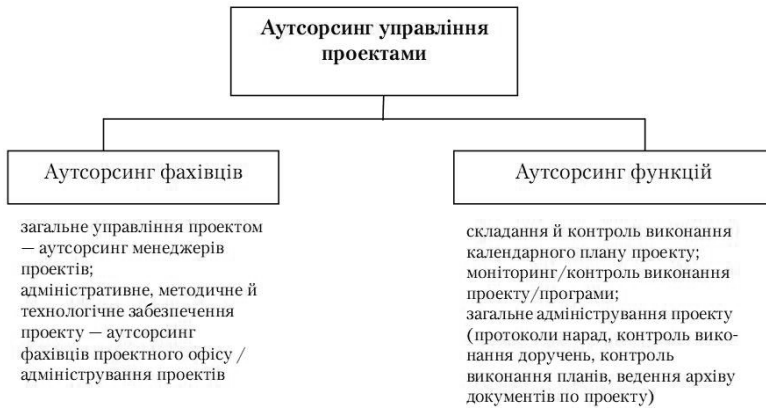 Аутсорсинг управління
проектами
Аутсорсинг фахівців
загальне управління проектом
— аутсорсинг менеджерів
проектів;
адміністративне, методичне й
технологічне забезпечення
проекту — аутсорсинг
фахівців проектного офісу /
адміністрування проектів
Аутсорсинг функцій
складання й контроль виконання
календарного плану проекту;
моніторинг/контроль виконання
проекту/програми;
загальне адміністрування проекту
(протоколи нарад, контроль вико-
нання доручень, контроль
виконання планів, ведення архіву
документів по проекту)